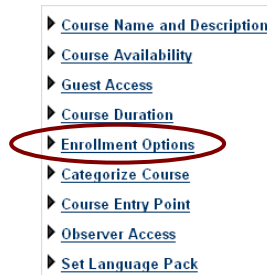 Course Name and Description
Course Availability
Guest Access
Course Duration
Enrollment Options
Categorize Course
Course Entry Point
Observer Access
Set Language Pack